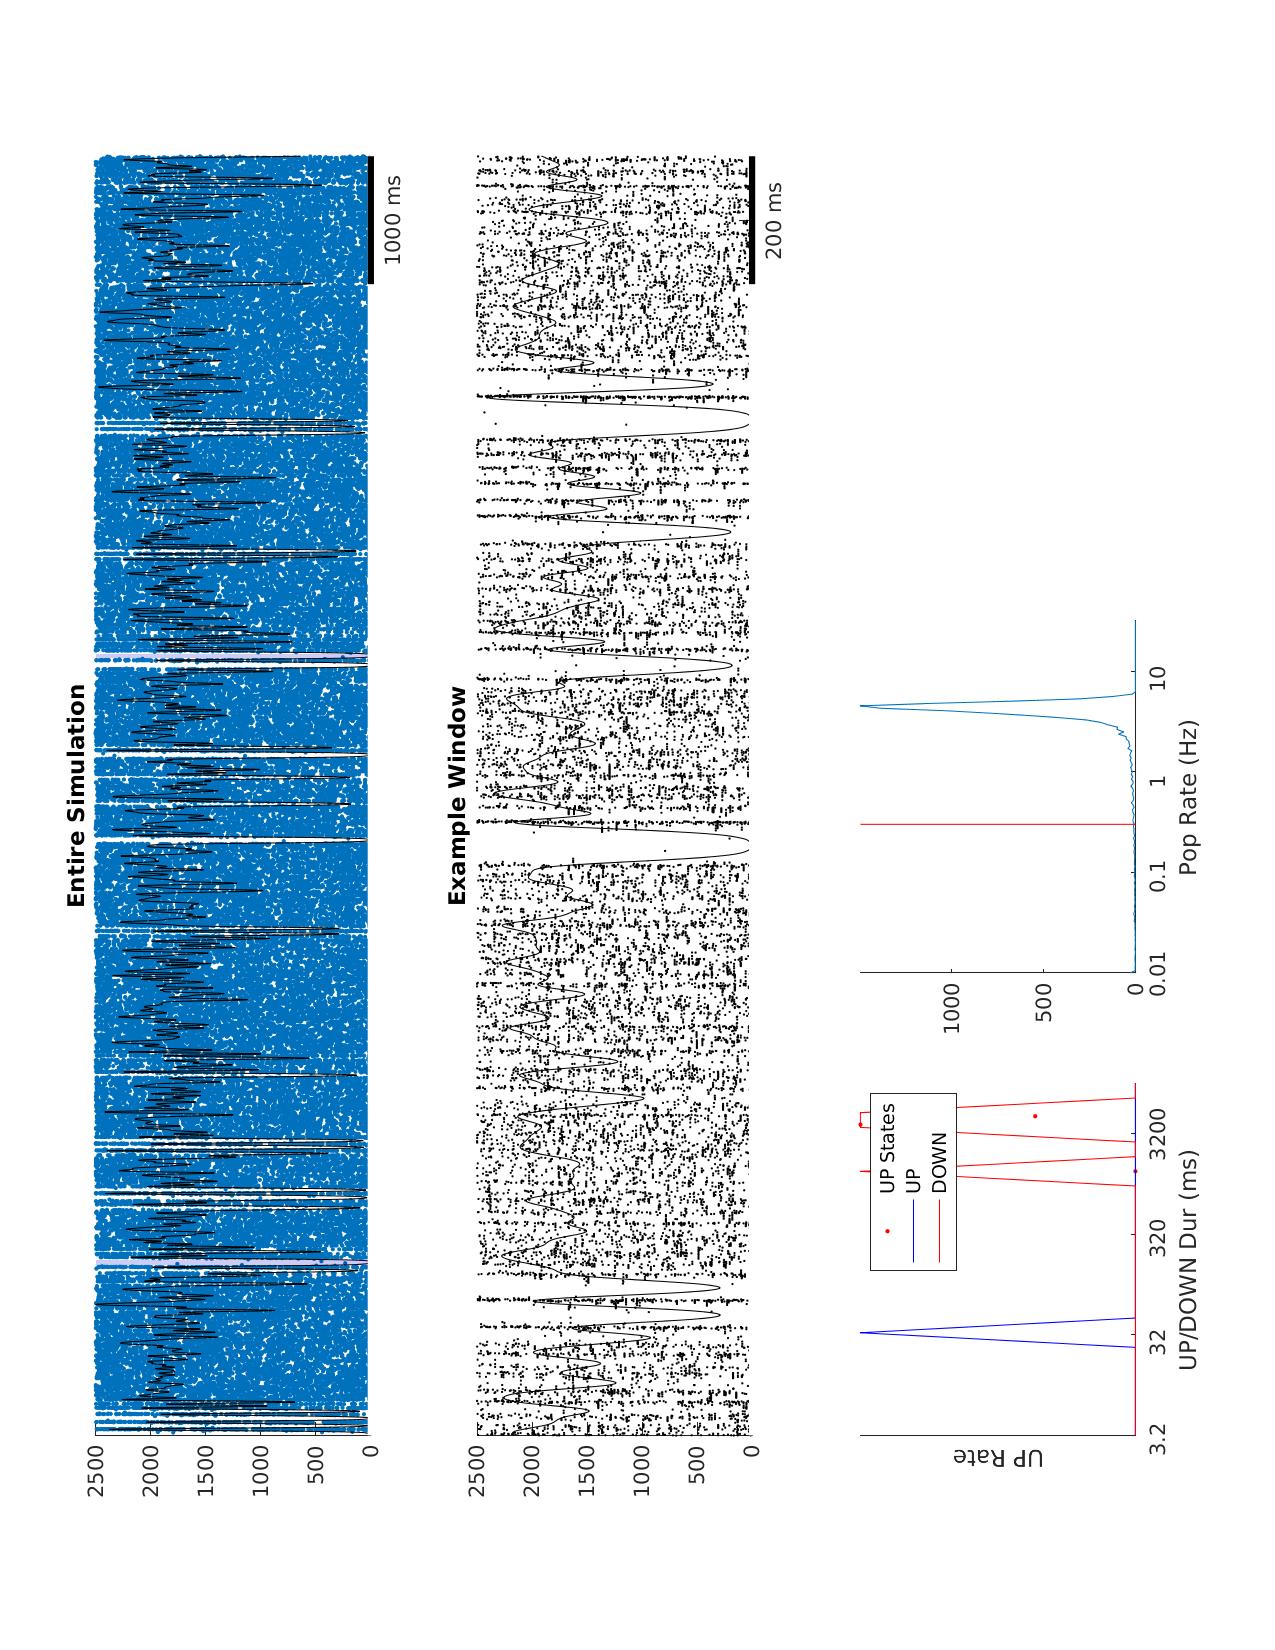 Entire Simulation
2500
2000
1500
1000
500
0
1000 ms
Example Window
2500
2000
1500
1000
500
0
200 ms
UP Rate
UP States
UP
DOWN
3.2
32
320
3200
UP/DOWN Dur (ms)
1000
500
0
0.01
0.1
1
10
Pop Rate (Hz)